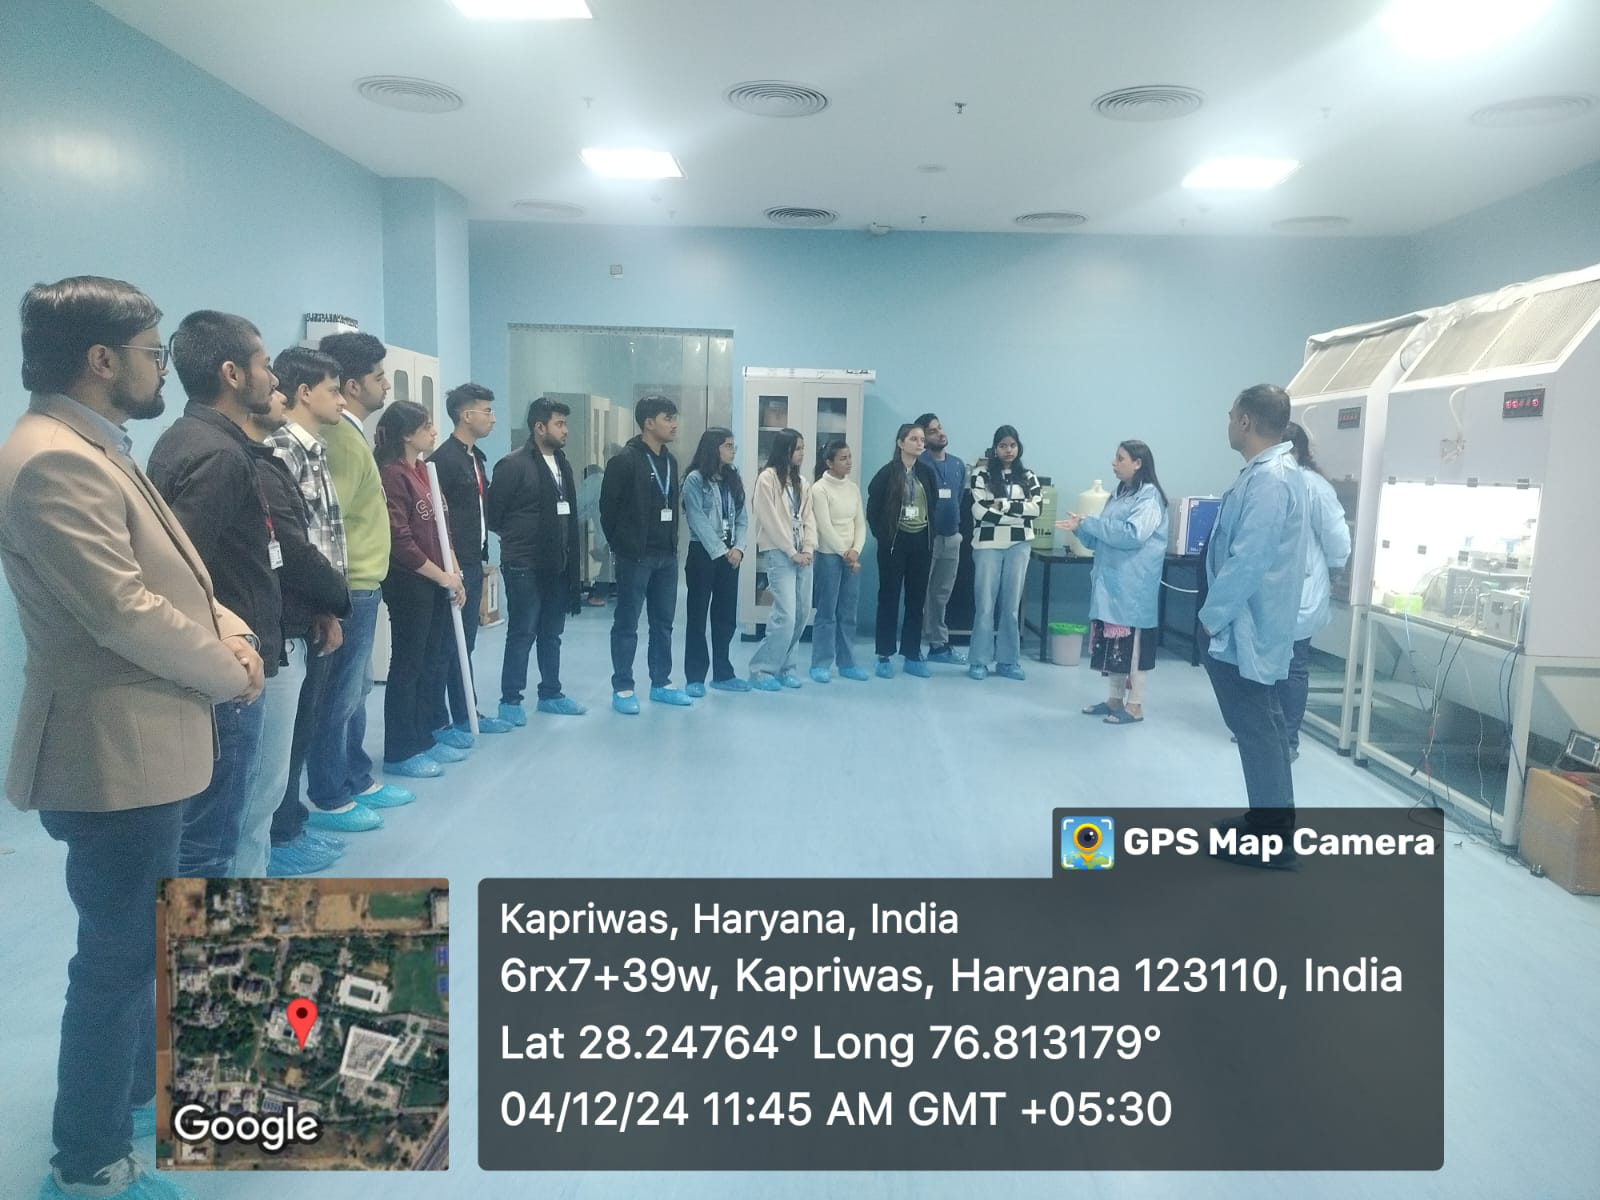 GPS Map Camera
Kapriwas, Haryana, India
6rx7+39w, Kapriwas, Haryana 123110, India
Lat 28.24764° Long 76.813179°
04/12/24 11:45 AM GMT +05:30
Google